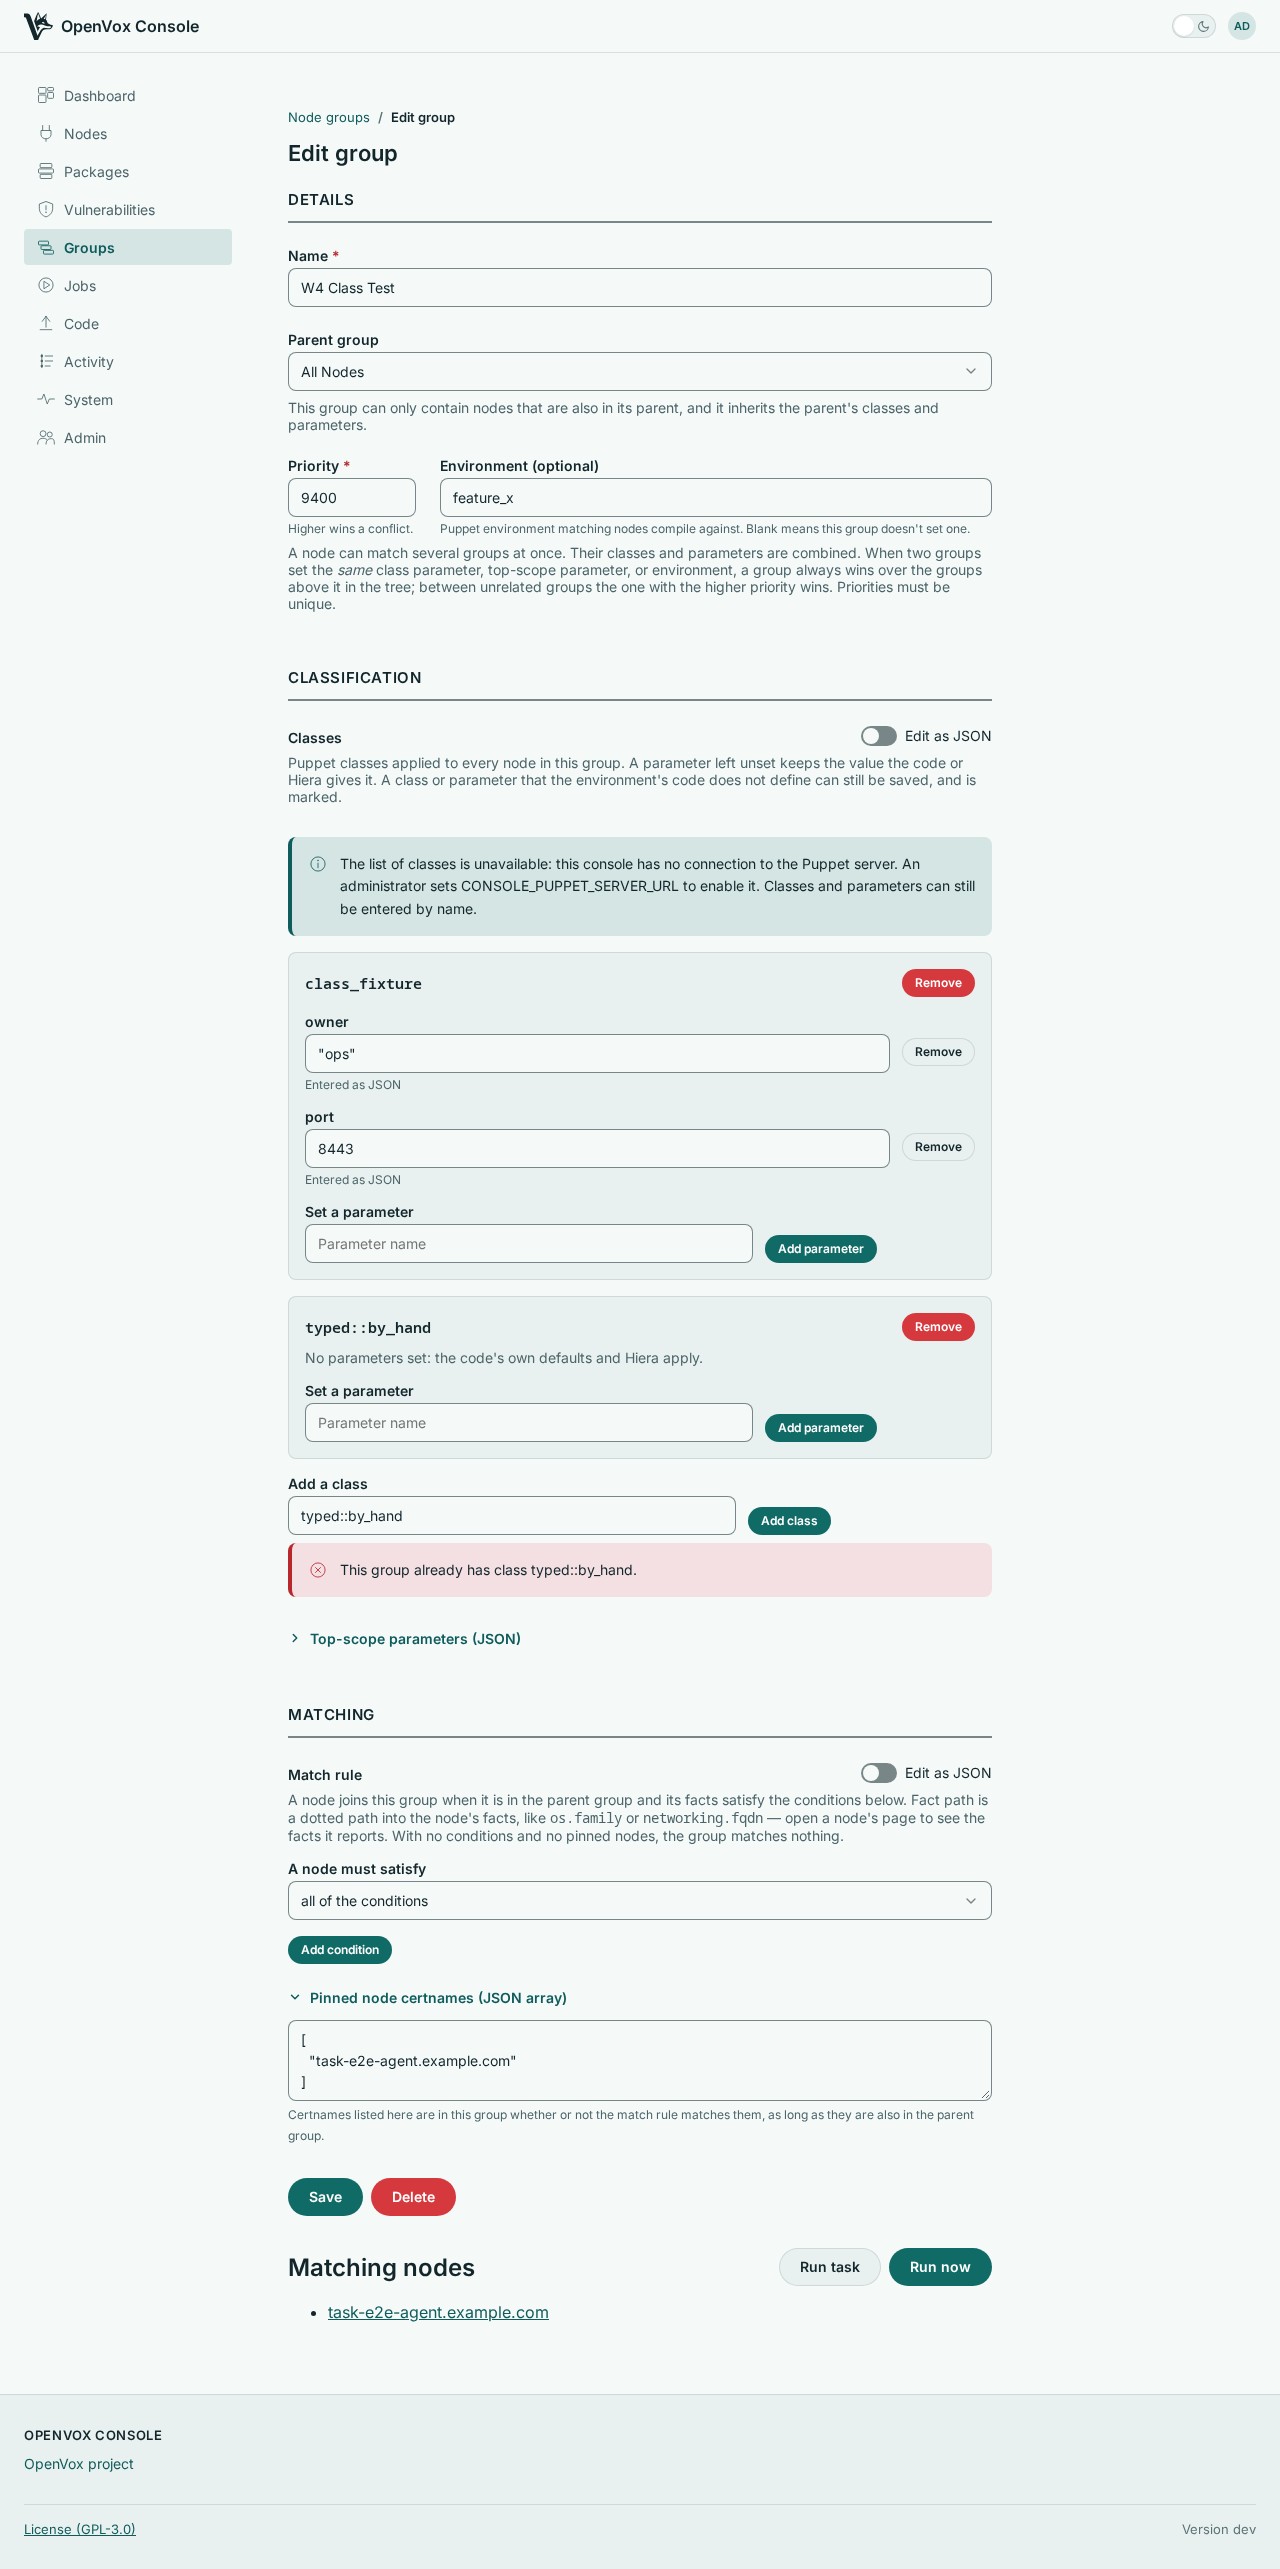 OpenVox Console
AD
Dashboard
Nodes
Packages
Vulnerabilities
Groups
Jobs
Code
Activity
System
Admin
Node groups / Edit group
Edit group
DETAILS
Name *
W4 Class Test
Parent group
All Nodes
This group can only contain nodes that are also in its parent, and it inherits the parent's classes and
parameters.
Priority *
Environment (optional)
9400
feature_x
Higher wins a conflict.
Puppet environment matching nodes compile against. Blank means this group doesn't set one.
A node can match several groups at once. Their classes and parameters are combined. When two groups
set the same class parameter, top-scope parameter, or environment, a group always wins over the groups
above it in the tree; between unrelated groups the one with the higher priority wins. Priorities must be
unique.
CLASSIFICATION
Classes
Edit as JSON
Puppet classes applied to every node in this group. A parameter left unset keeps the value the code or
Hiera gives it. A class or parameter that the environment's code does not define can still be saved, and is
marked.
The list of classes is unavailable: this console has no connection to the Puppet server. An
administrator sets CONSOLE_PUPPET_SERVER_URL to enable it. Classes and parameters can still
be entered by name.
class_fixture
Remove
owner
"ops"
Remove
Entered as JSON
port
8443
Remove
Entered as JSON
Set a parameter
Parameter name
Add parameter
typed::by_hand
Remove
No parameters set: the code's own defaults and Hiera apply.
Set a parameter
Parameter name
Add parameter
Add a class
typed::by_hand
Add class
This group already has class typed::by_hand.
Top-scope parameters (JSON)
MATCHING
Match rule
Edit as JSON
A node joins this group when it is in the parent group and its facts satisfy the conditions below. Fact path is
a dotted path into the node's facts, like os.family or networking.fqdn — open a node's page to see the
facts it reports. With no conditions and no pinned nodes, the group matches nothing.
A node must satisfy
all of the conditions
Add condition
Pinned node certnames (JSON array)
[
"task-e2e-agent.example.com"
]
Certnames listed here are in this group whether or not the match rule matches them, as long as they are also in the parent
group.
Save
Delete
Matching nodes
Run task
Run now
• task-e2e-agent.example.com
OPENVOX CONSOLE
OpenVox project
License (GPL-3.0)
Version dev